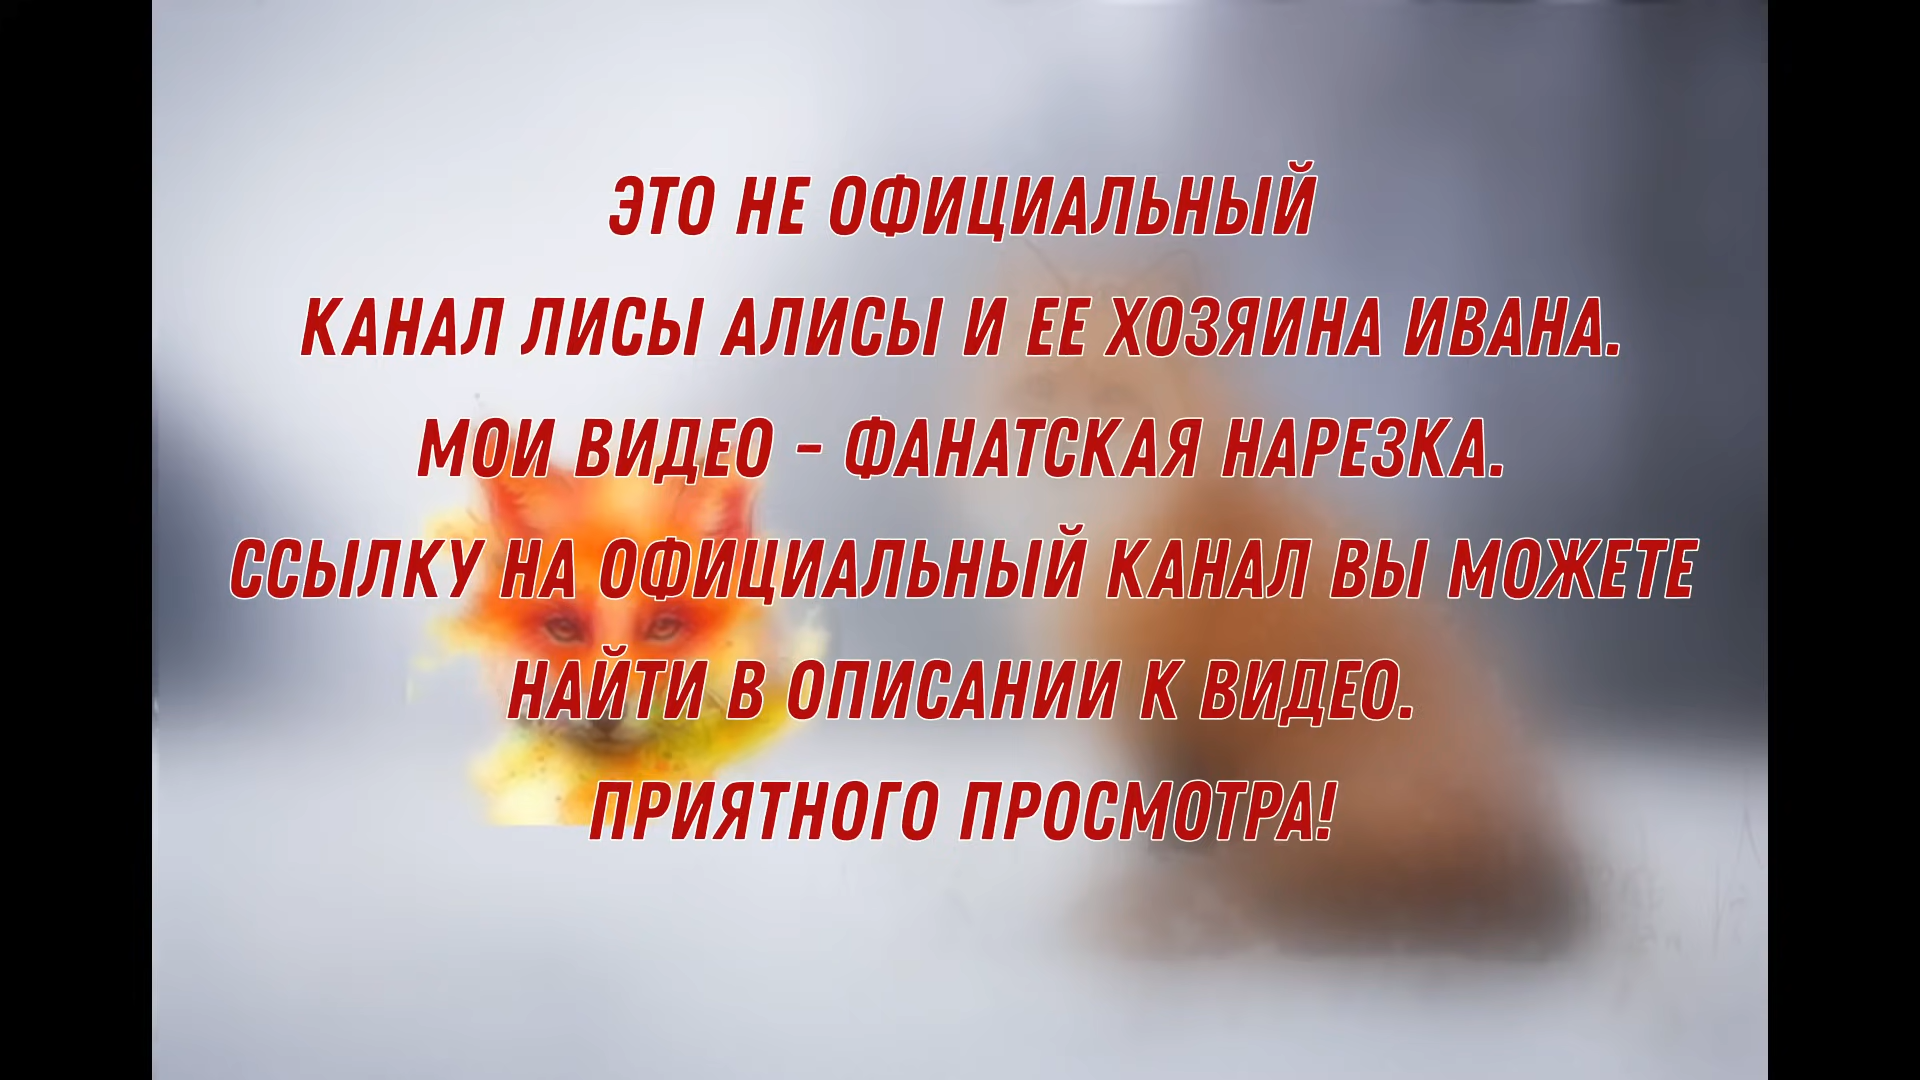 ЭТО НЕ ОФИЦИАЛЬНЫЙ
КАНАЛ ЛИСЫ АЛИСЫ И ЕЕ ХОЗЯИНА ИВАНА.
МОИ ВИДЕО - ФАНАТСКАЯ НАРЕЗКА.
ССЫЛКУ НА ОФИЦИАЛЬНЫЙ КАНАЛ ВЫ МОЖЕТЕ
НАЙТИ В ОПИСАНИИ К ВИДЕО.
ПРИЯТНОГО ПРОСМОТРА!